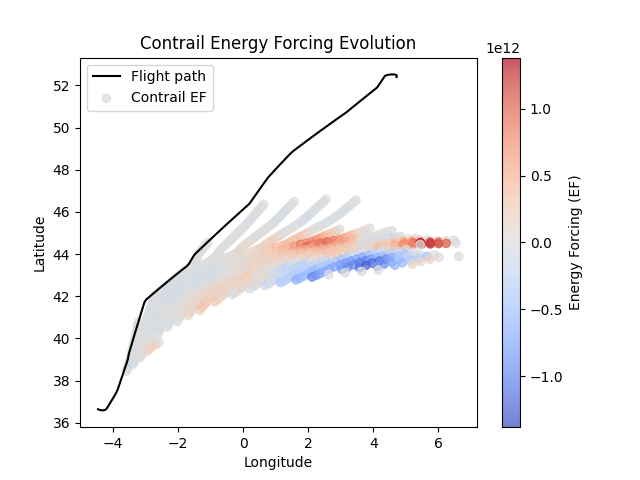 Contrail Energy Forcing Evolution
1e12
Flight path
Contrail EF
52
50
48
46
44
42
40
38
36
Latitude
−4
−2
0
2
4
6
Longitude
1.0
0.5
0.0
−0.5
−1.0
Energy Forcing (EF)